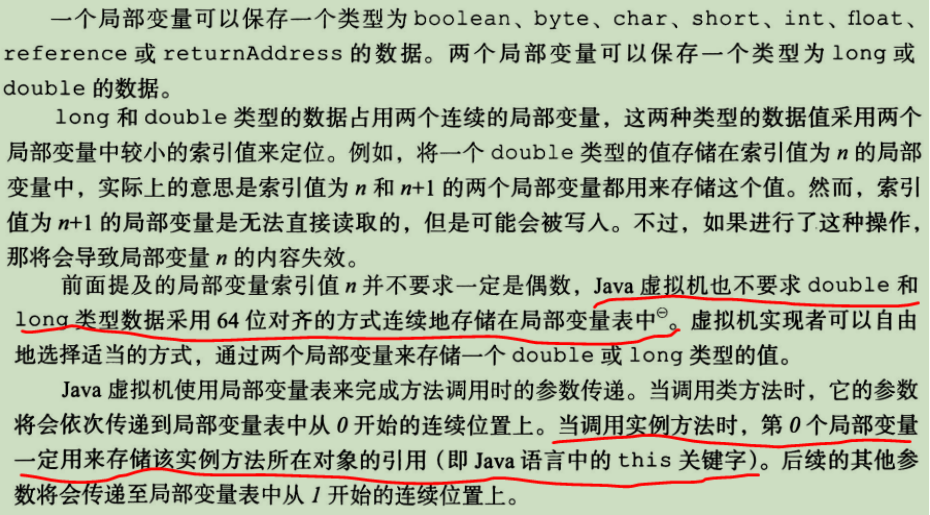 一个局部变量可以保存一个类型为 boolean、byte、char、short、int、float、
reference 或 returnAddress 的数据。两个局部变量可以保存一个类型为 long 或
double 的数据。
long 和 double 类型的数据占用两个连续的局部变量，这两种类型的数据值采用两个
局部变量中较小的索引值来定位。例如，将一个 double 类型的值存储在索引值为 n 的局部
变量中，实际上的意思是索引值为 n 和 n+1 的两个局部变量都用来存储这个值。然而，索引
值为 n+1 的局部变量是无法直接读取的，但是可能会被写入。不过，如果进行了这种操作，
那将会导致局部变量 n 的内容失效。
前面提及的局部变量索引值 n 并不要求一定是偶数，Java 虚拟机也不要求 double 和
long 类型数据采用 64 位对齐的方式连续地存储在局部变量表中㊀。虚拟机实现者可以自由
地选择适当的方式，通过两个局部变量来存储一个 double 或 long 类型的值。
Java 虚拟机使用局部变量表来完成方法调用时的参数传递。当调用类方法时，它的参数
将会依次传递到局部变量表中从 0 开始的连续位置上。当调用实例方法时，第 0 个局部变量
一定用来存储该实例方法所在对象的引用（即 Java 语言中的 this 关键字）。后续的其他参
数将会传递至局部变量表中从 1 开始的连续位置上。